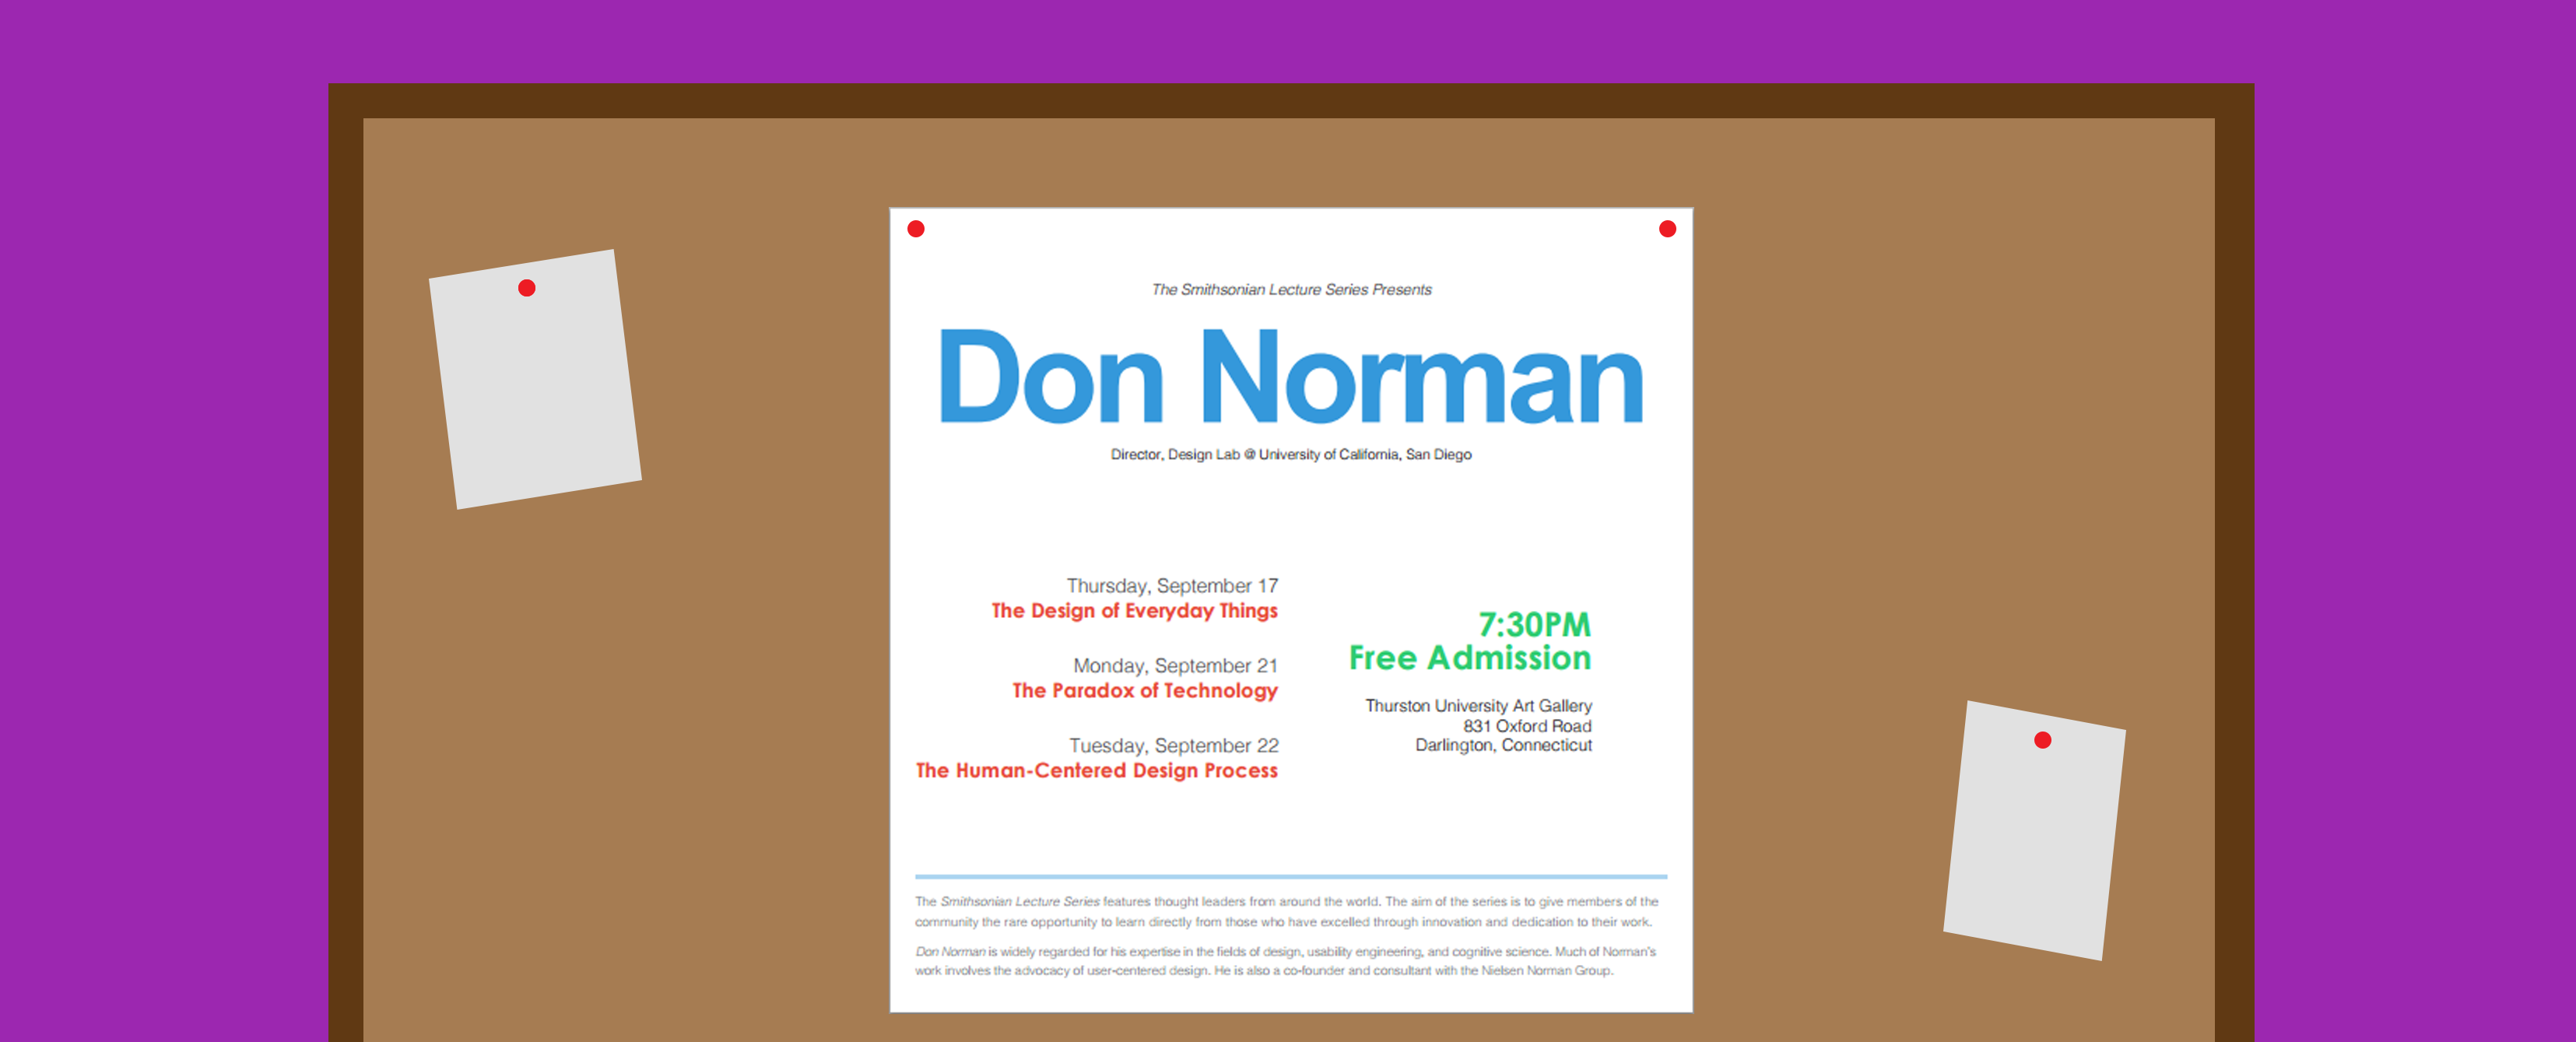 The Smithsonian Lecture Series Presents
Don Norman
Director, Design Lab @ University of California, San Diego
Thursday, September 17
The Design of Everyday Things
Monday, September 21
The Paradox of Technology
Tuesday, September 22
The Human-Centered Design Process
7:30PM
Free Admission
Thurston University Art Gallery
831 Oxford Road
Darlington, Connecticut
The Smithsonian Lecture Series features thought leaders from around the world. The aim of the series is to give members of the
community the rare opportunity to learn directly from those who have excelled through innovation and dedication to their work.
Don Norman is widely regarded for his expertise in the fields of design, usability engineering, and cognitive science. Much of Norman's
work involves the advocacy of user-centered design. He is also a co-founder and consultant with the Nielsen Norman Group.